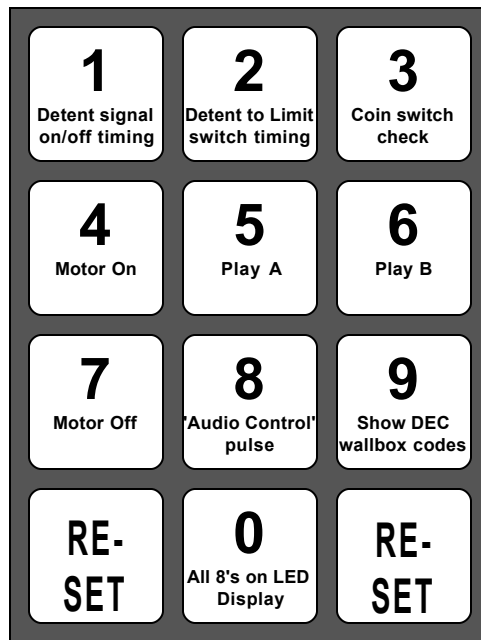 1
Detent signal
on/off timing
2
Detent to Limit
switch timing
3
Coin switch
check
4
Motor On
5
Play A
6
Play B
7
Motor Off
8
'Audio Control'
pulse
9
Show DEC
wallbox codes
RE-
SET
0
All 8's on LED
Display
RE-
SET